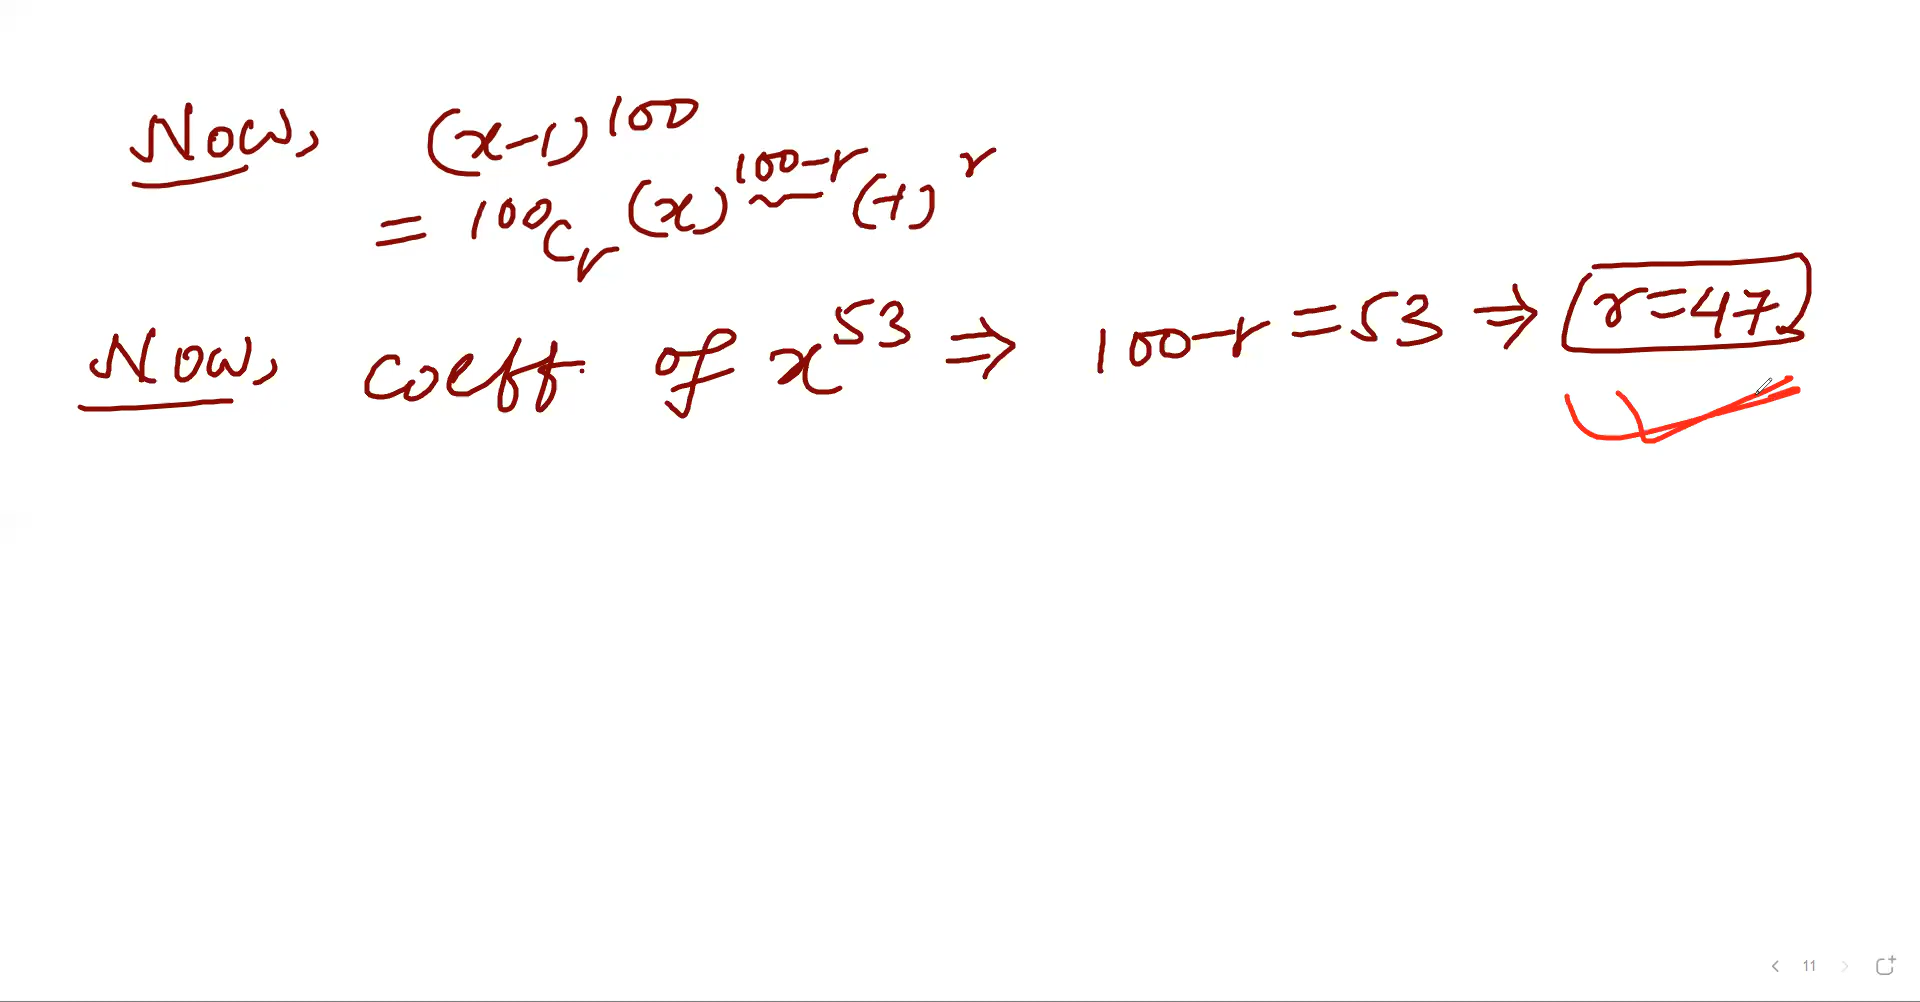 Now, (x-1)^100
= 100Cr (x)^100-r (-1)^r
Now, coeff. of x^53 ⇒ 100-r = 53 ⇒ r=47
11